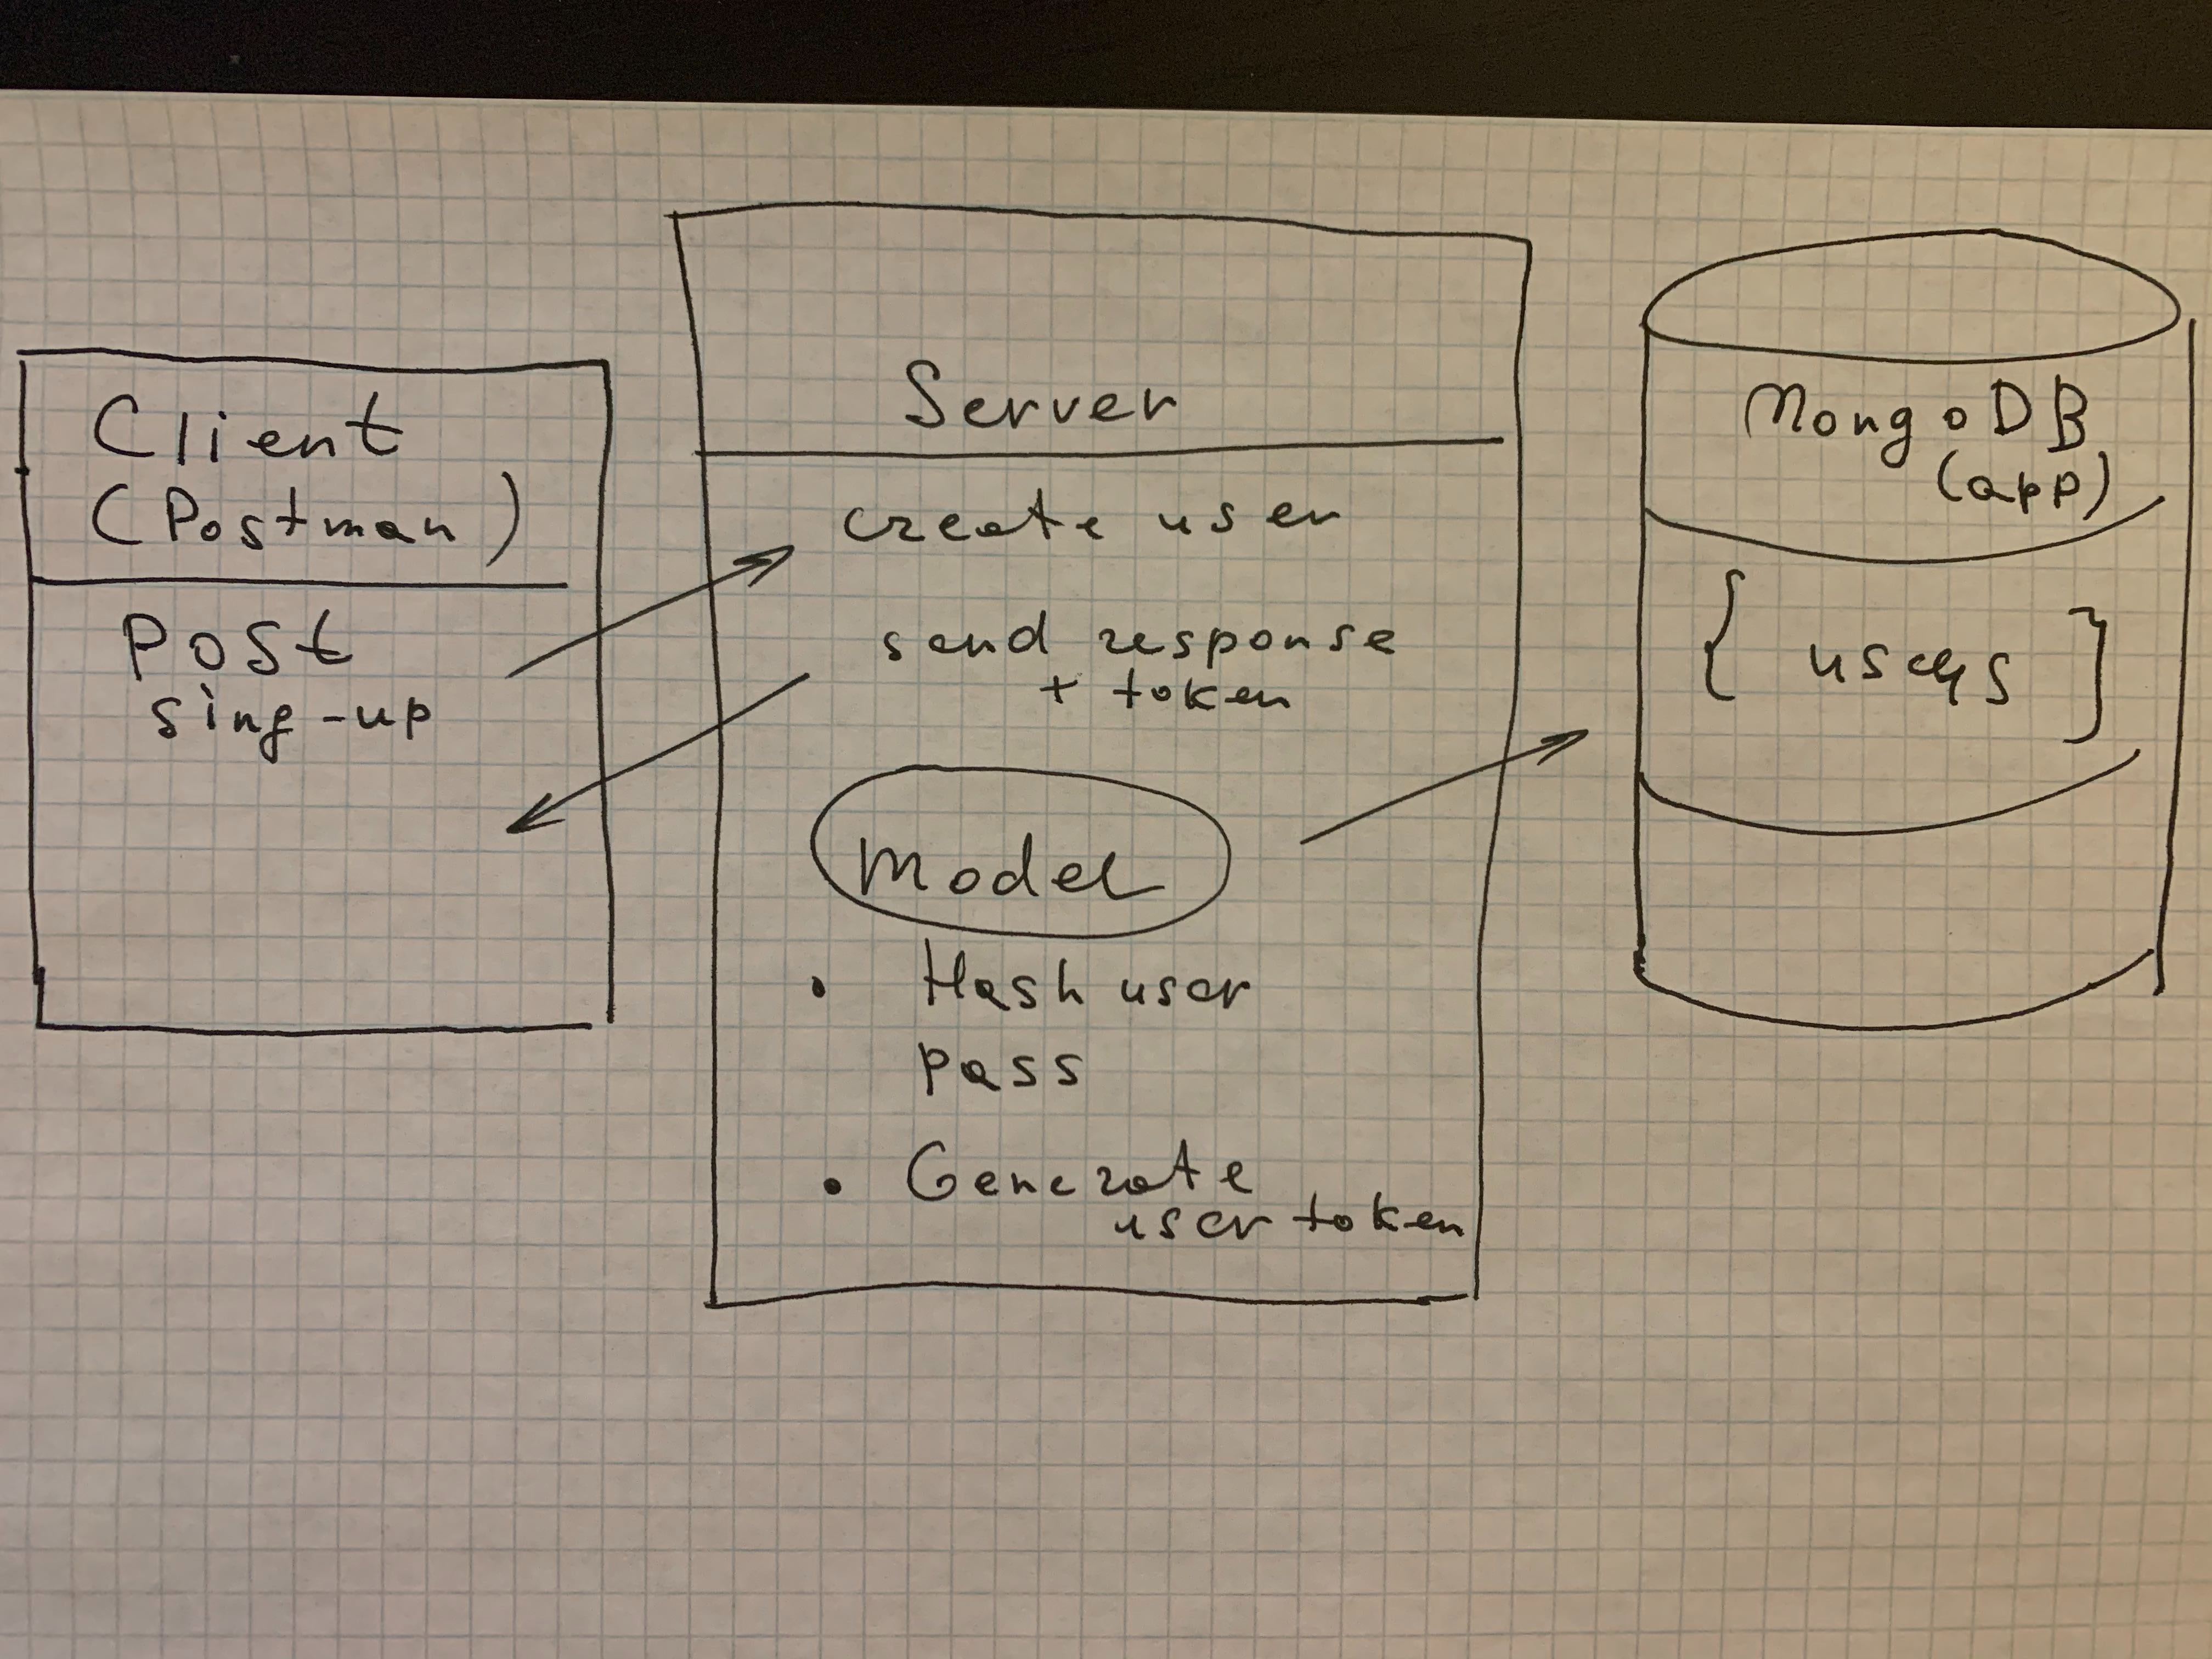 Client
(Postman)
Post
sing-up
Server
create user
send response
+ token
Model
• Hash user
pass
• Generate
user token
MongoDB
(app)
{ users }